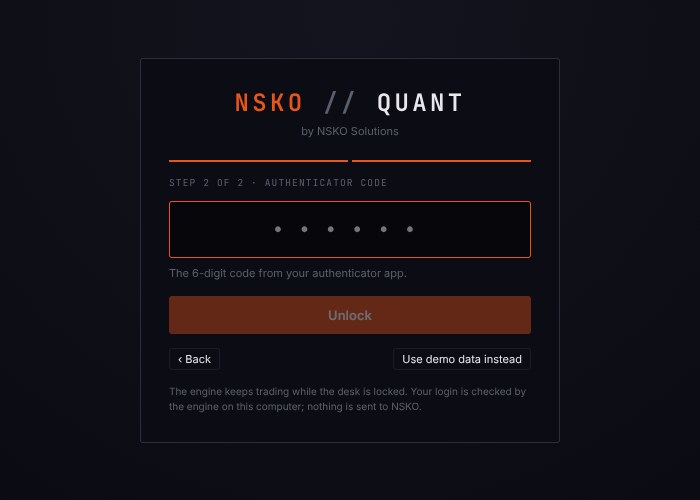 NSKO // QUANT
by NSKO Solutions
STEP 2 OF 2 · AUTHENTICATOR CODE
••••••
The 6-digit code from your authenticator app.
Unlock
‹ Back
Use demo data instead
The engine keeps trading while the desk is locked. Your login is checked by
the engine on this computer; nothing is sent to NSKO.